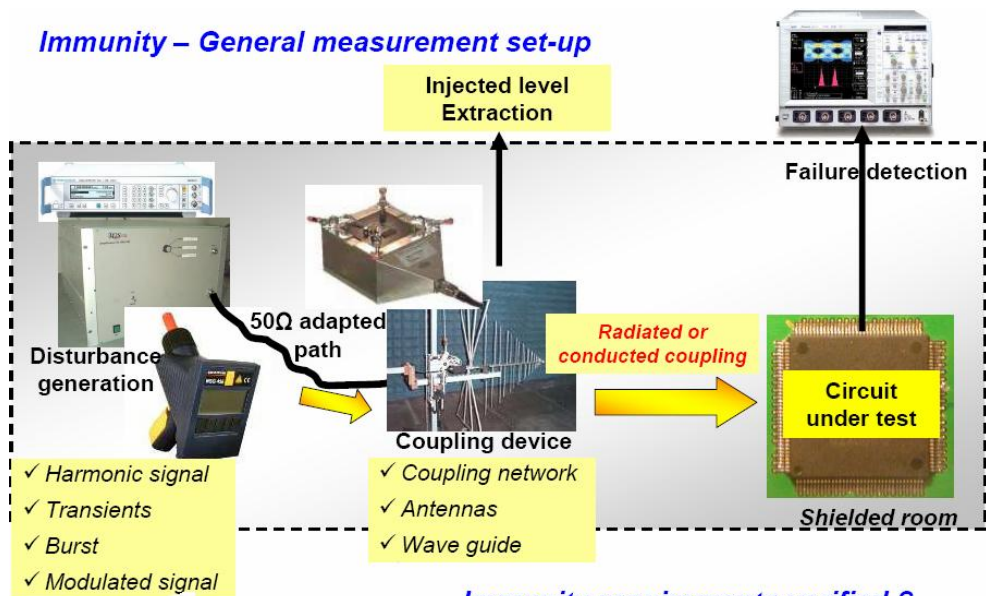 Immunity – General measurement set-up
Injected level
Extraction
Failure detection
50Ω adapted
path
Disturbance
generation
Radiated or
conducted coupling
Circuit
under test
Coupling device
Shielded room
✓ Harmonic signal
✓ Transients
✓ Burst
✓ Modulated signal
✓ Coupling network
✓ Antennas
✓ Wave guide